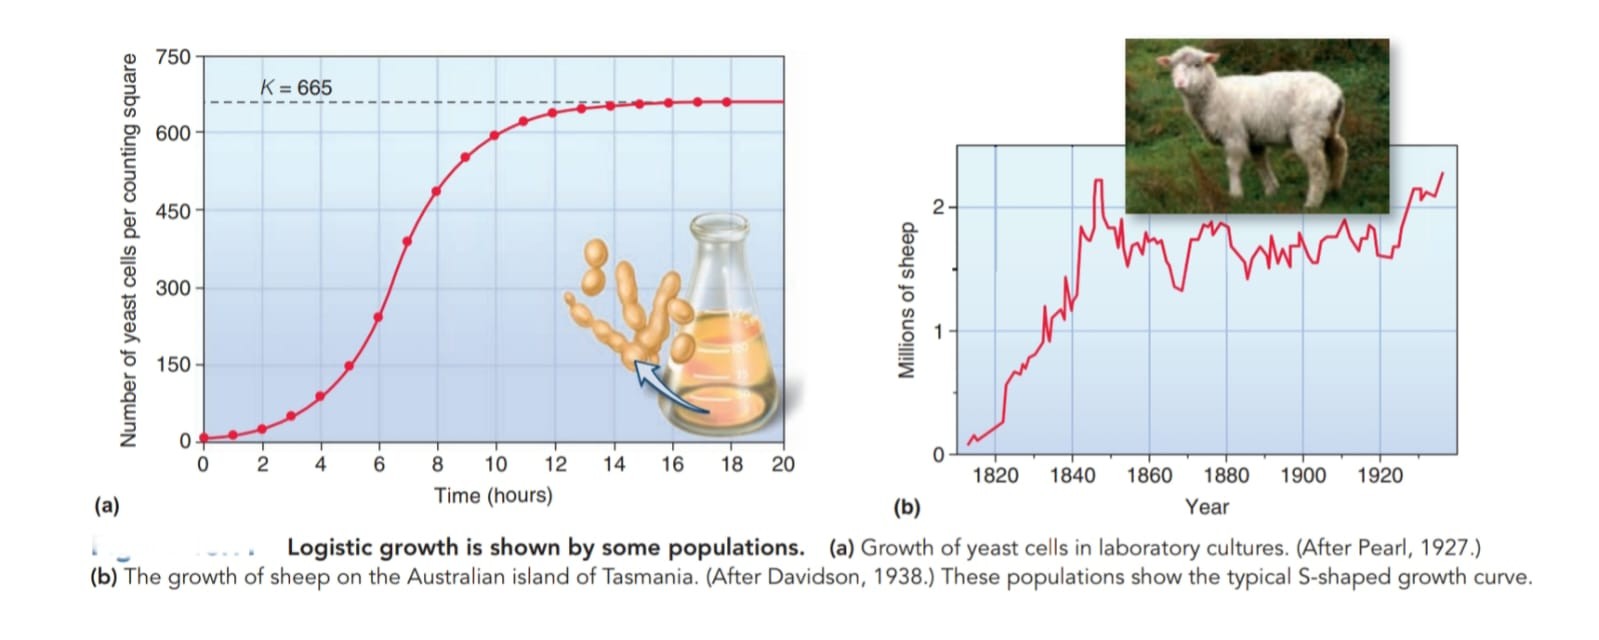 750
600
450
300
150
0
Number of yeast cells per counting square
K = 665
0 2 4 6 8 10 12 14 16 18 20
Time (hours)
(a)
2
1
0
Millions of sheep
1820 1840 1860 1880 1900 1920
Year
(b)
Logistic growth is shown by some populations. (a) Growth of yeast cells in laboratory cultures. (After Pearl, 1927.)
(b) The growth of sheep on the Australian island of Tasmania. (After Davidson, 1938.) These populations show the typical S-shaped growth curve.